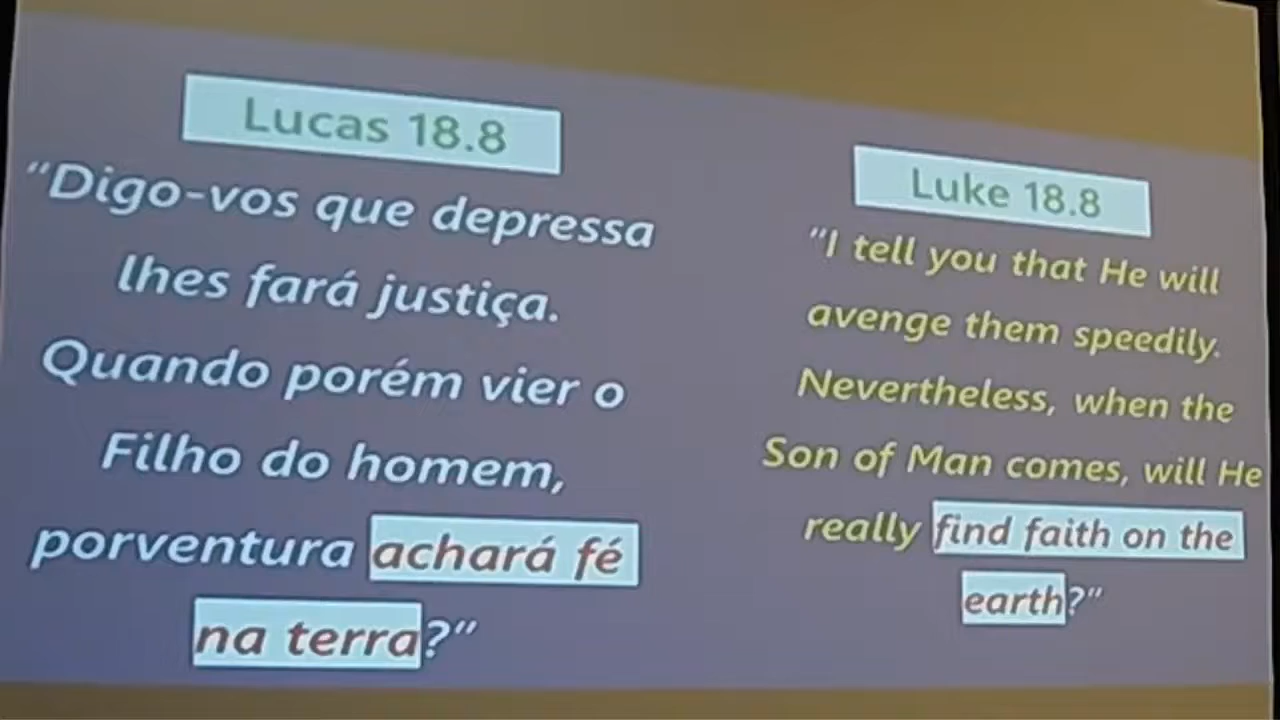 Lucas 18.8
“Digo-vos que depressa
lhes fará justiça.
Quando porém vier o
Filho do homem,
porventura achará fé
na terra?”
Luke 18.8
“I tell you that He will
avenge them speedily.
Nevertheless, when the
Son of Man comes, will He
really find faith on the
earth?”